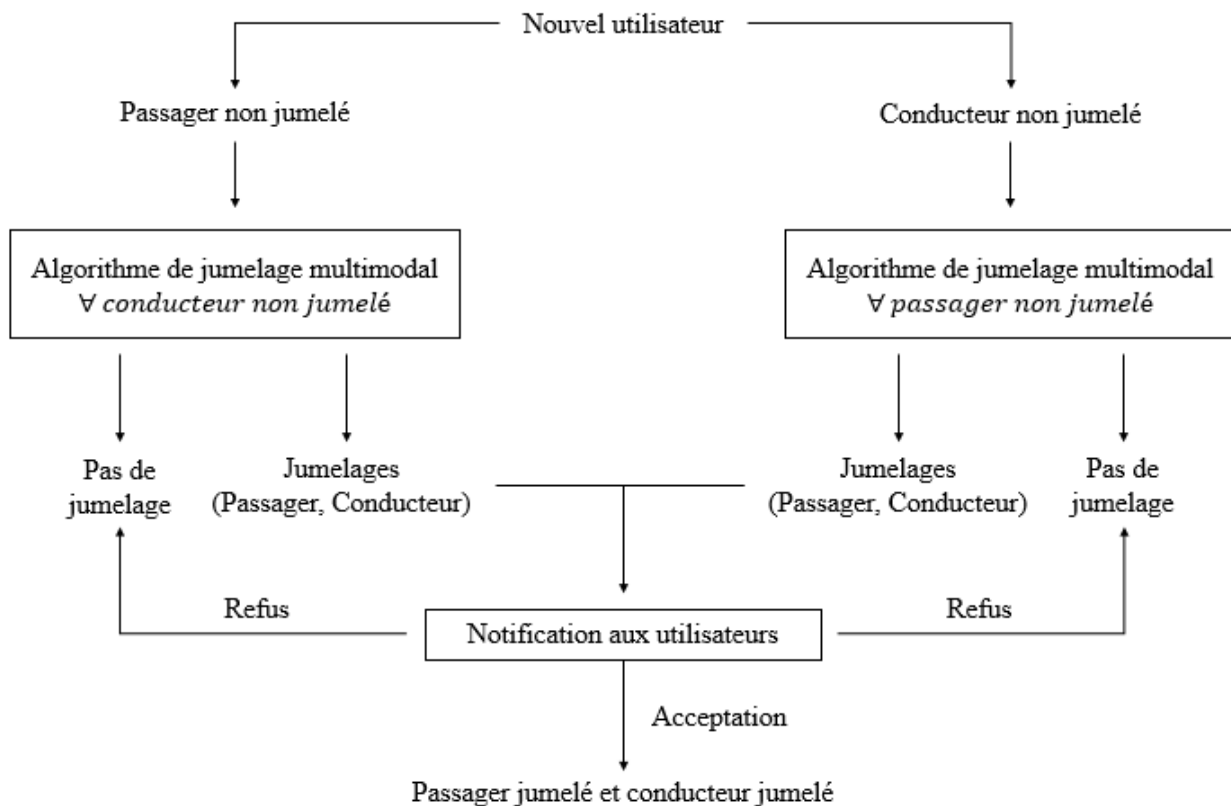 Nouvel utilisateur
Passager non jumelé
Conducteur non jumelé
Algorithme de jumelage multimodal
∀ conducteur non jumelé
Algorithme de jumelage multimodal
∀ passager non jumelé
Pas de
jumelage
Jumelages
(Passager, Conducteur)
Jumelages
(Passager, Conducteur)
Pas de
jumelage
Refus
Refus
Notification aux utilisateurs
Acceptation
Passager jumelé et conducteur jumelé